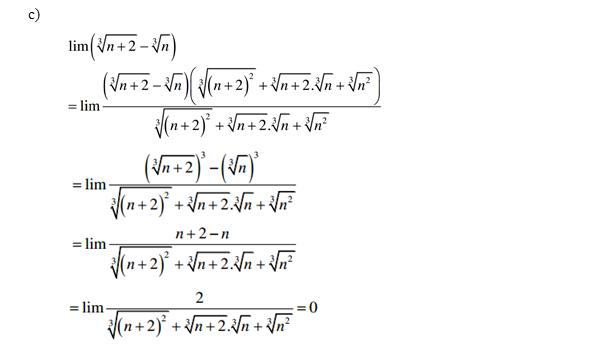 c)
lim(∛(n+2) − ∛n)
= lim ((∛(n+2) − ∛n)(∛((n+2)²) + ∛(n+2).∛n + ∛(n²))) / (∛((n+2)²) + ∛(n+2).∛n + ∛(n²))
= lim ((∛(n+2))³ − (∛n)³) / (∛((n+2)²) + ∛(n+2).∛n + ∛(n²))
= lim (n+2−n) / (∛((n+2)²) + ∛(n+2).∛n + ∛(n²))
= lim 2 / (∛((n+2)²) + ∛(n+2).∛n + ∛(n²)) = 0